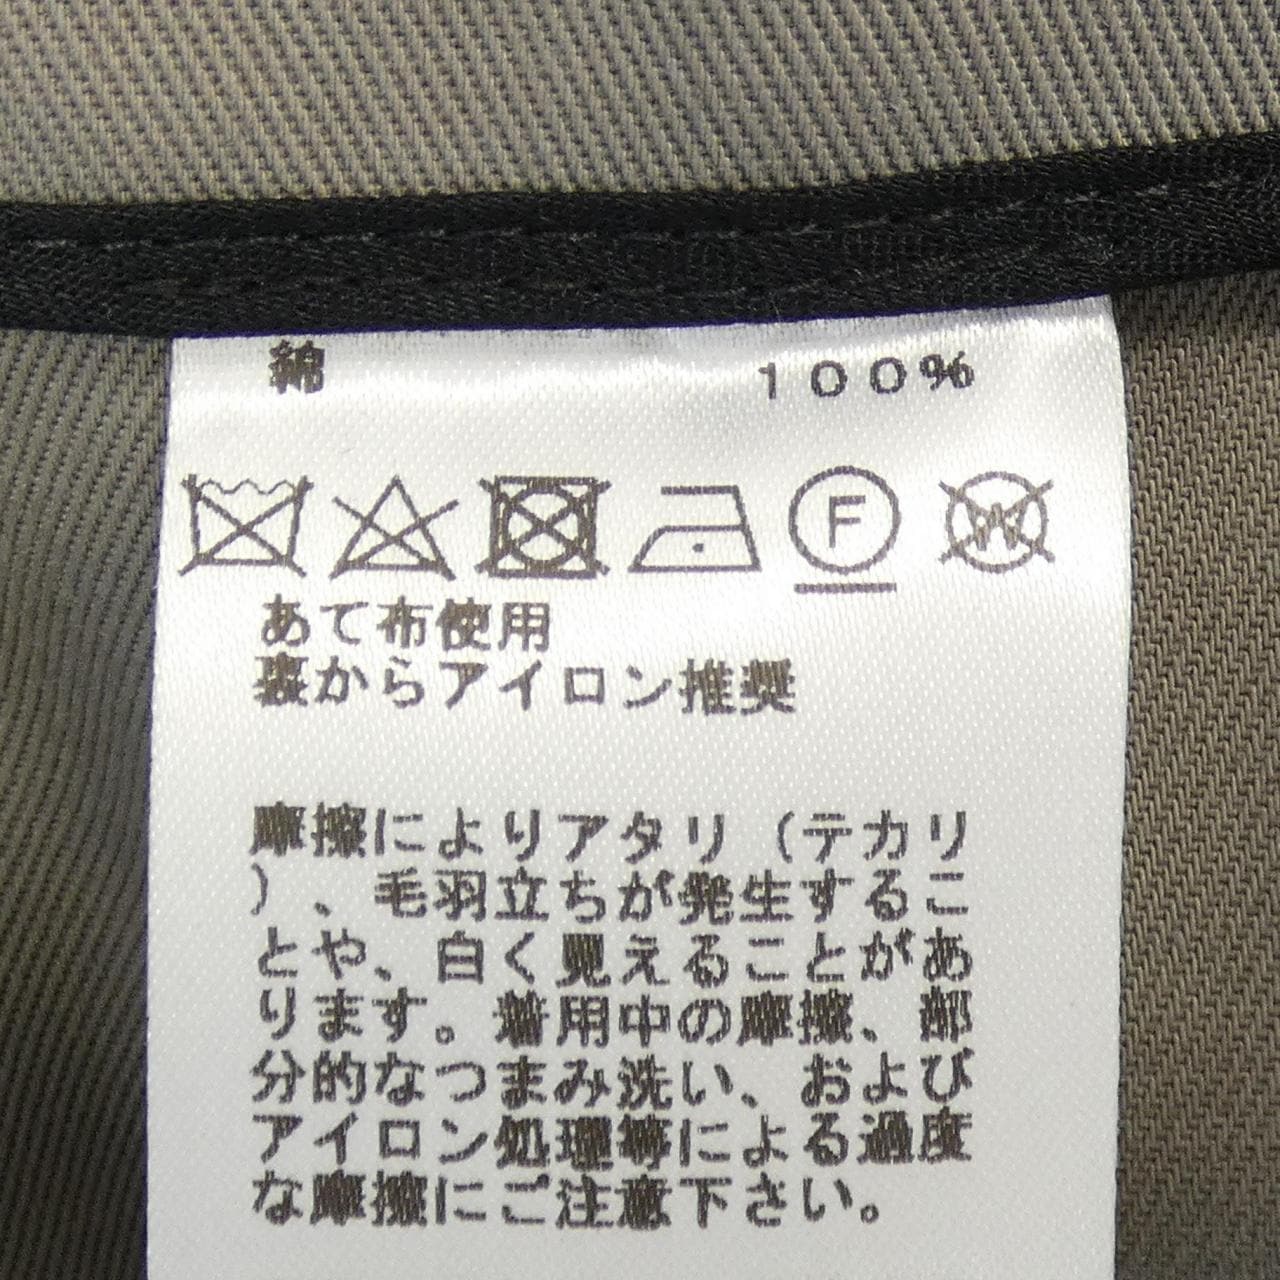 綿 100%
F W
あて布使用
裏からアイロン推奨
摩擦によりアタリ（テカリ
）、毛羽立ちが発生するこ
とや、白く見えることがあ
ります。着用中の摩擦、部
分的なつまみ洗い、および
アイロン処理等による過度
な摩擦にご注意下さい。